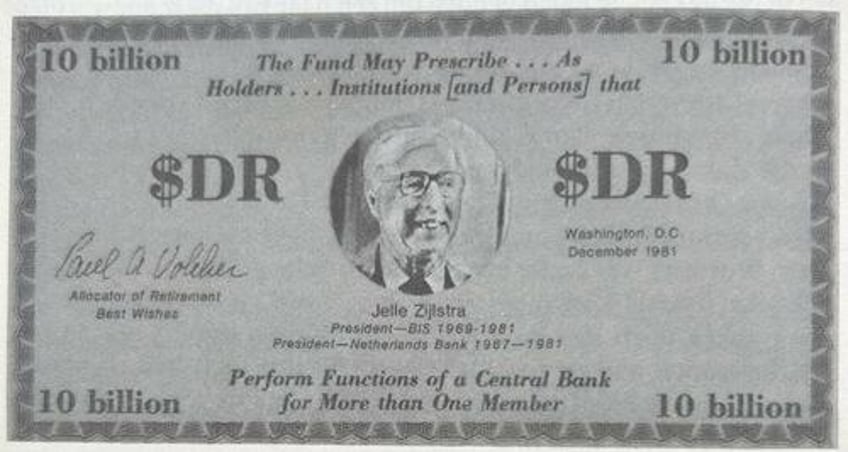 10 billion
10 billion
The Fund May Prescribe . . . As
Holders . . . Institutions [and Persons] that
$DR
$DR
Washington, D.C.
December 1981
Paul A Volcker
Allocator of Retirement
Best Wishes
Jelle Zijlstra
President—BIS 1969-1981
President—Netherlands Bank 1967—1981
Perform Functions of a Central Bank
for More than One Member
10 billion
10 billion